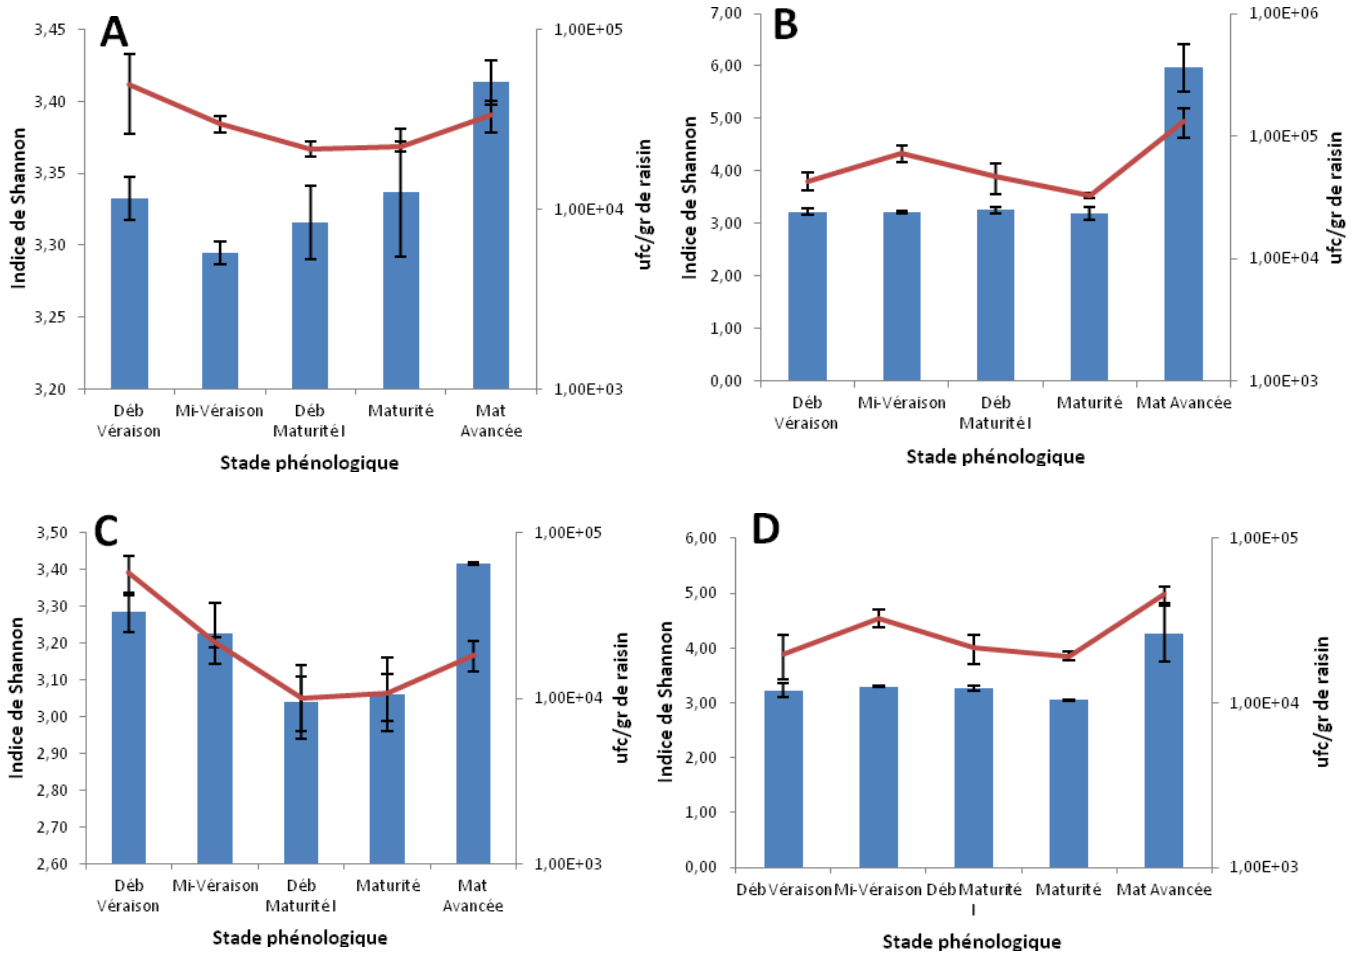 A
3,45
3,40
3,35
3,30
3,25
3,20
Indice de Shannon
1,00E+05
1,00E+04
1,00E+03
ufc/gr de raisin
Déb Véraison
Mi-Véraison
Déb Maturité I
Maturité
Mat Avancée
Stade phénologique
B
7,00
6,00
5,00
4,00
3,00
2,00
1,00
0,00
Indice de Shannon
1,00E+06
1,00E+05
1,00E+04
1,00E+03
ufc/gr de raisin
Déb Véraison
Mi-Véraison
Déb Maturité I
Maturité
Mat Avancée
Stade phénologique
C
3,50
3,40
3,30
3,20
3,10
3,00
2,90
2,80
2,70
2,60
Indice de Shannon
1,00E+05
1,00E+04
1,00E+03
ufc/gr de raisin
Déb Véraison
Mi-Véraison
Déb Maturité I
Maturité
Mat Avancée
Stade phénologique
D
6,00
5,00
4,00
3,00
2,00
1,00
0,00
Indice de Shannon
1,00E+05
1,00E+04
1,00E+03
ufc/gr de raisin
Déb Véraison
Mi-Véraison
Déb Maturité I
Maturité
Mat Avancée
Stade phénologique